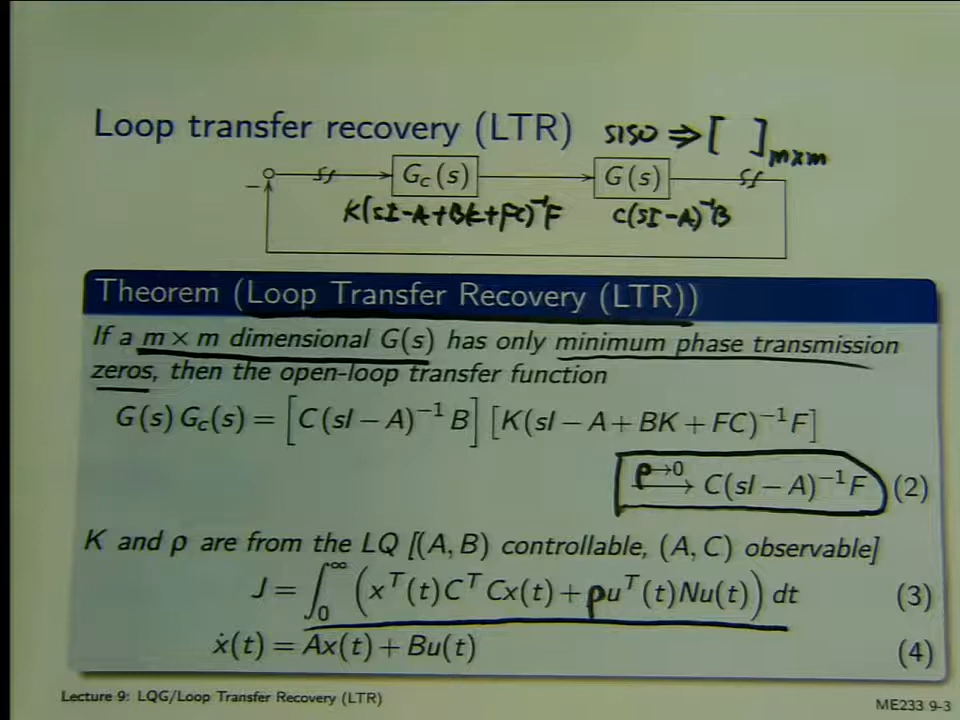 Loop transfer recovery (LTR) SISO ⇒ [ ]m×m
− Gc(s) G(s)
K(sI-A+BK+FC)⁻¹F C(sI-A)⁻¹B
Theorem (Loop Transfer Recovery (LTR))
If a m × m dimensional G(s) has only minimum phase transmission
zeros, then the open-loop transfer function
G(s) Gc(s) = [C(sI − A)⁻¹ B] [K(sI − A + BK + FC)⁻¹F]
ρ→0 → C(sI − A)⁻¹F (2)
K and ρ are from the LQ [(A, B) controllable, (A, C) observable]
J = ∫₀^∞ (xᵀ(t)CᵀCx(t) + ρuᵀ(t)Nu(t)) dt (3)
ẋ(t) = Ax(t) + Bu(t) (4)
Lecture 9: LQG/Loop Transfer Recovery (LTR) ME233 9-3